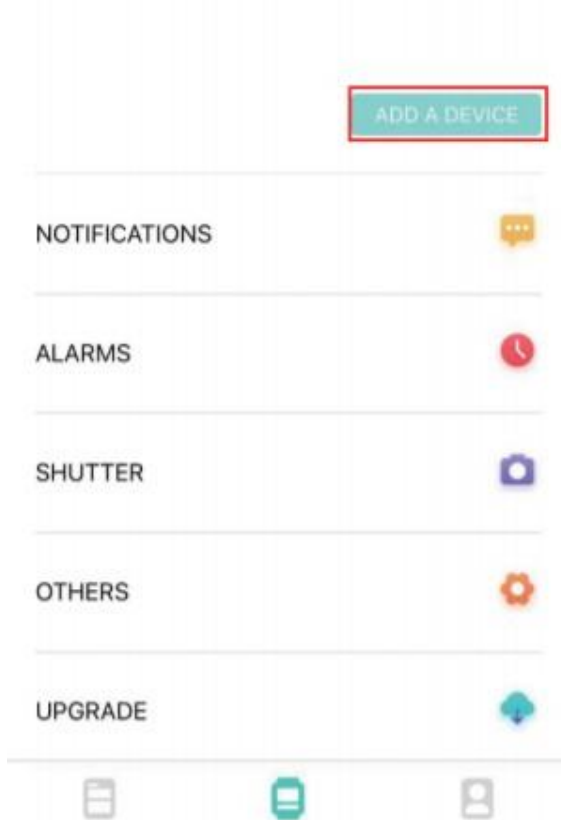 ADD A DEVICE
NOTIFICATIONS
ALARMS
SHUTTER
OTHERS
UPGRADE